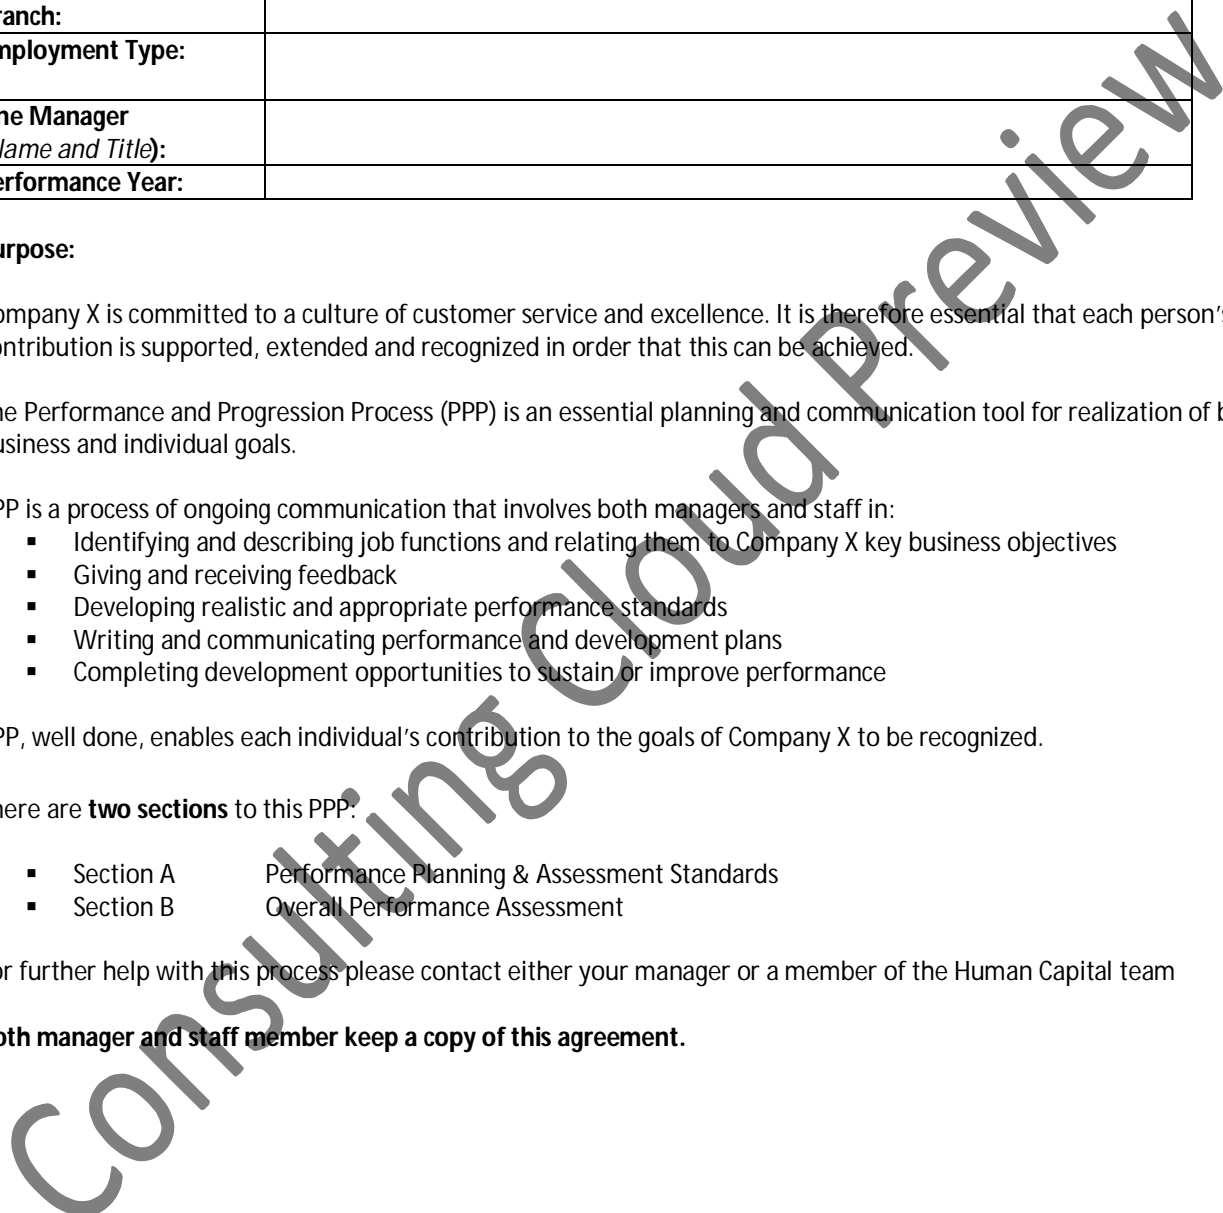 ranch:
mployment Type:
ne Manager
lame and Title):
erformance Year:
urpose:
ompany X is committed to a culture of customer service and excellence. It is therefore essential that each person's
ontribution is supported, extended and recognized in order that this can be achieved.
he Performance and Progression Process (PPP) is an essential planning and communication tool for realization of b
usiness and individual goals.
PP is a process of ongoing communication that involves both managers and staff in:
▪ Identifying and describing job functions and relating them to Company X key business objectives
▪ Giving and receiving feedback
▪ Developing realistic and appropriate performance standards
▪ Writing and communicating performance and development plans
▪ Completing development opportunities to sustain or improve performance
PP, well done, enables each individual's contribution to the goals of Company X to be recognized.
here are two sections to this PPP:
▪ Section A Performance Planning & Assessment Standards
▪ Section B Overall Performance Assessment
or further help with this process please contact either your manager or a member of the Human Capital team
oth manager and staff member keep a copy of this agreement.
Consulting Cloud Preview